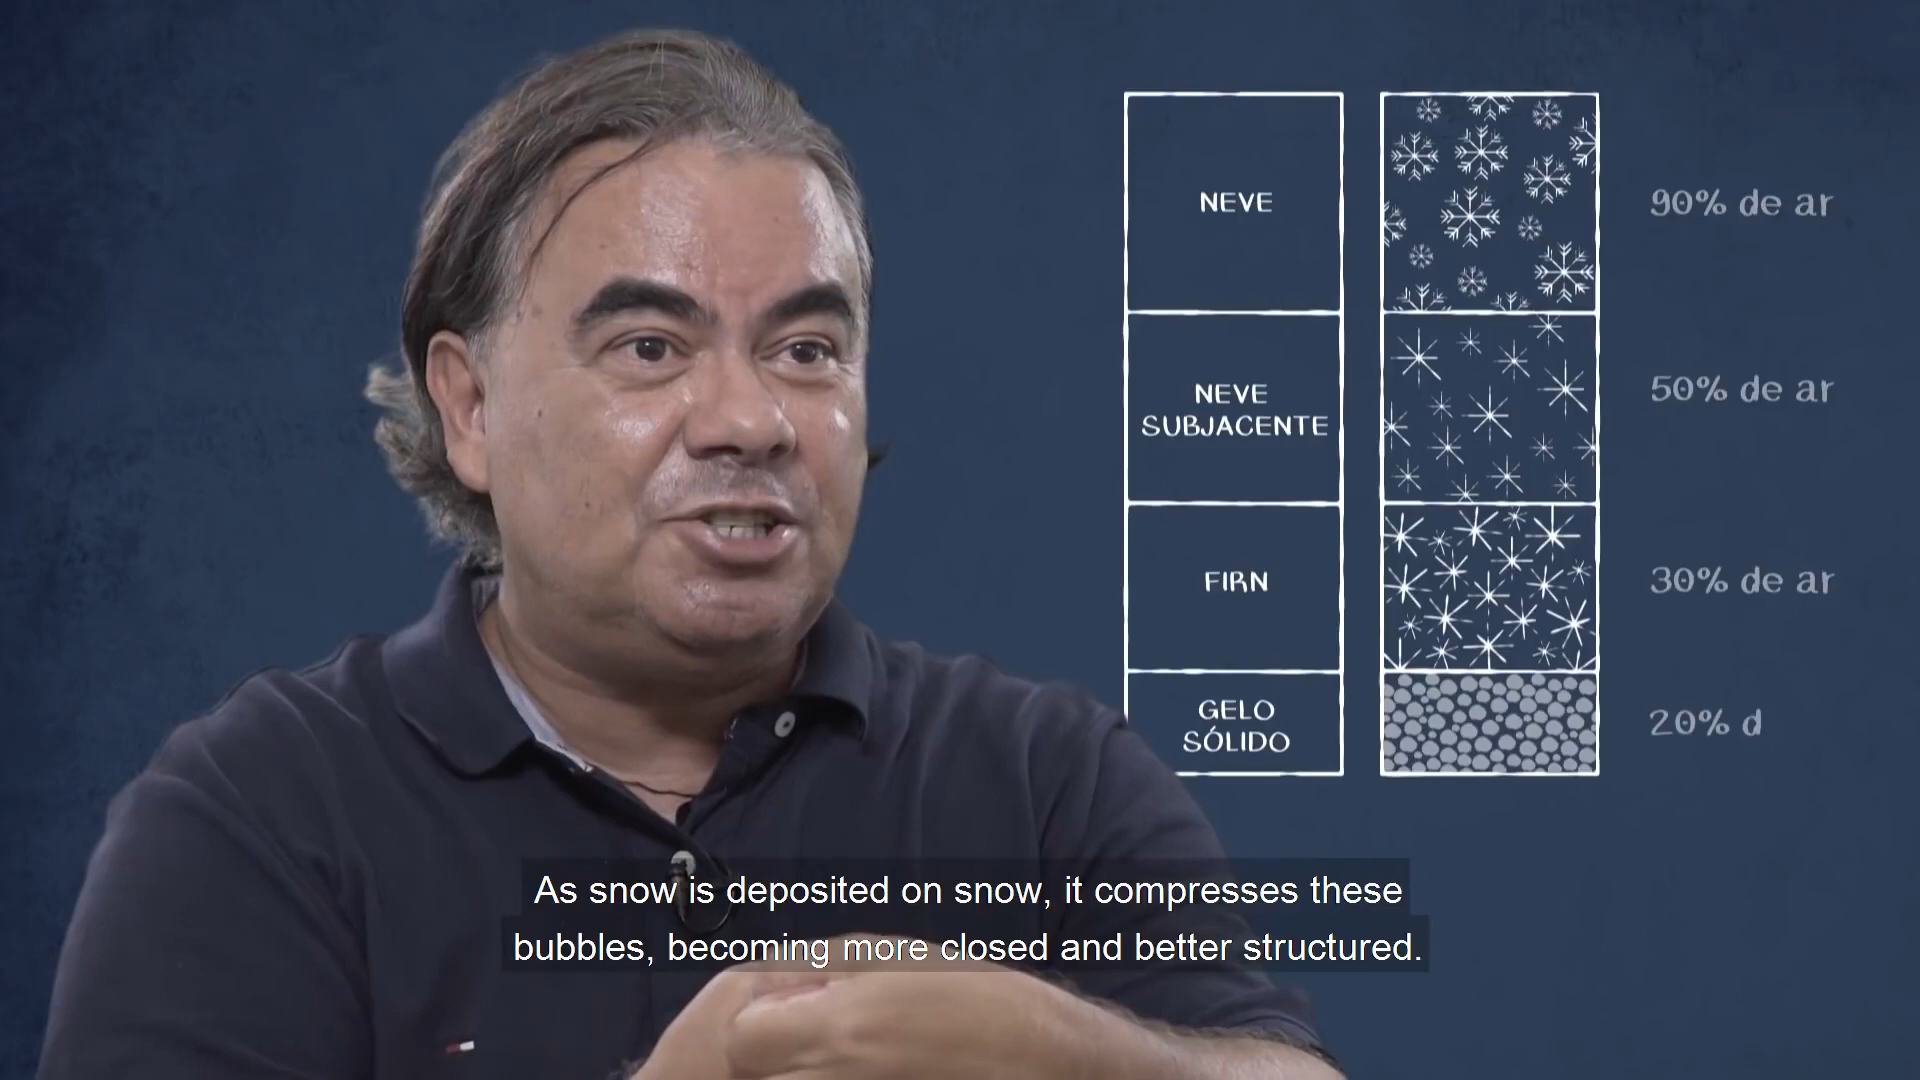 NEVE
90% de ar
NEVE
SUBJACENTE
50% de ar
FIRN
30% de ar
GELO
SÓLIDO
20% d
As snow is deposited on snow, it compresses these
bubbles, becoming more closed and better structured.